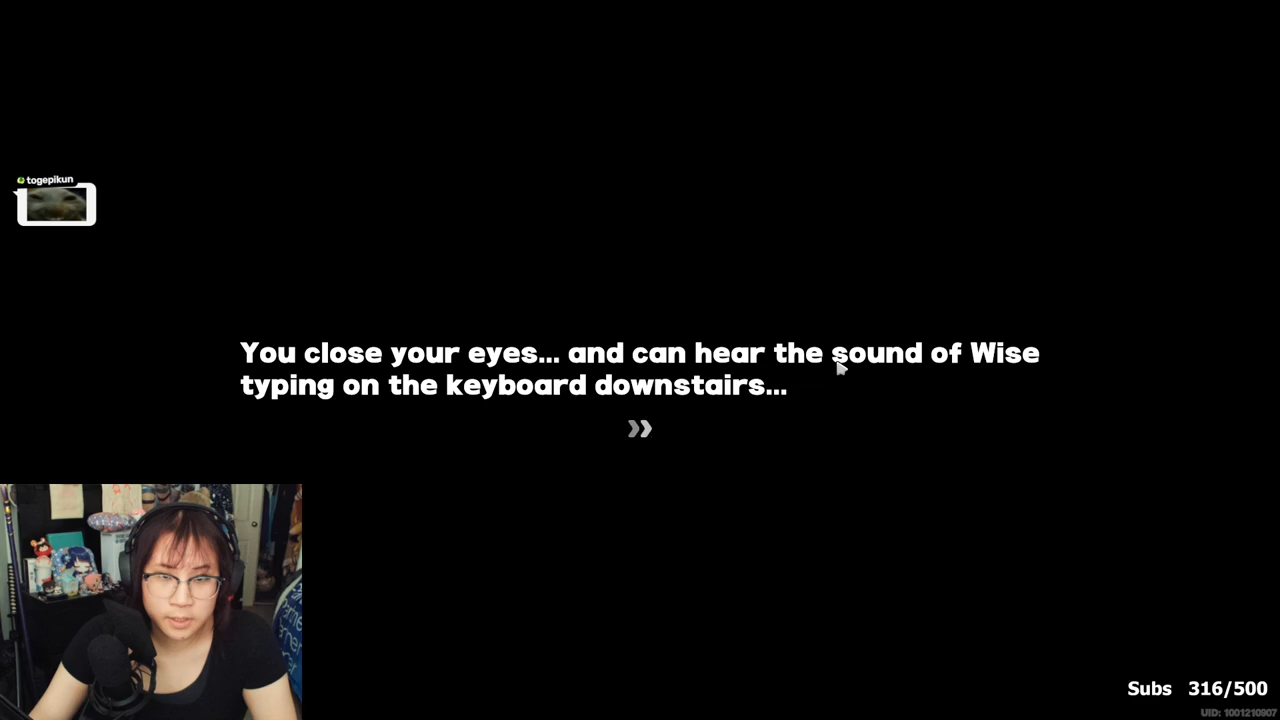 togepikun
You close your eyes... and can hear the sound of Wise
typing on the keyboard downstairs...
Subs 316/500
UID: 1001210907